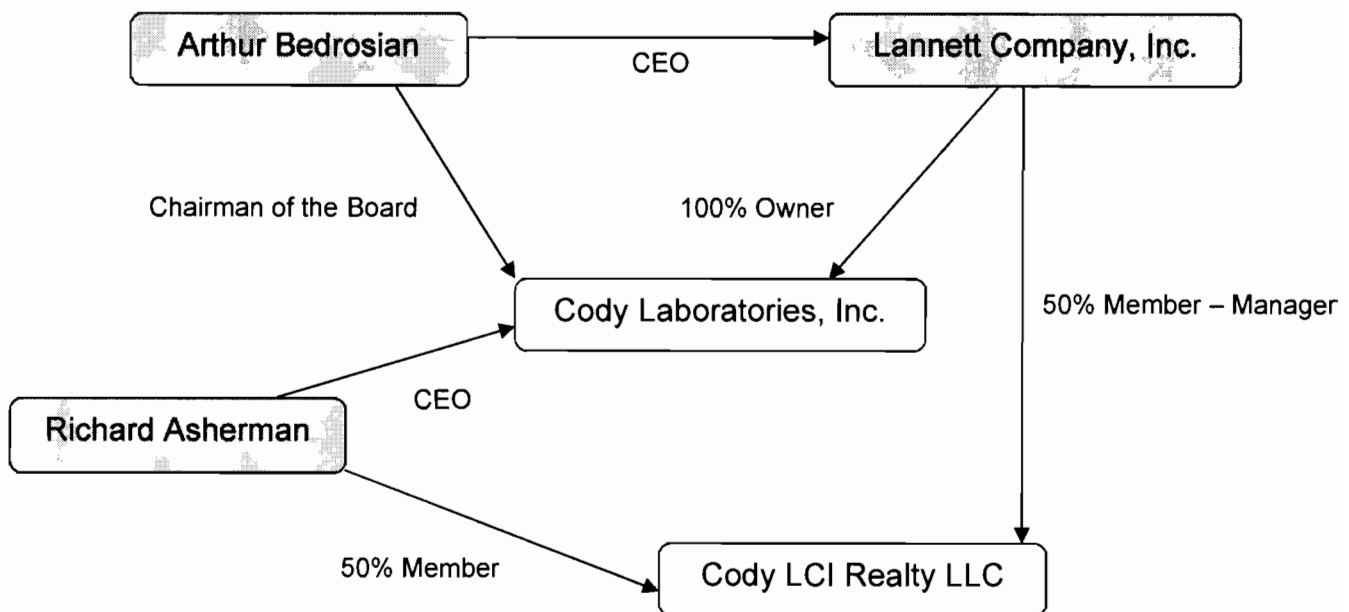 Arthur Bedrosian
CEO
Lannett Company, Inc.
Chairman of the Board
100% Owner
Cody Laboratories, Inc.
50% Member – Manager
CEO
Richard Asherman
50% Member
Cody LCI Realty LLC